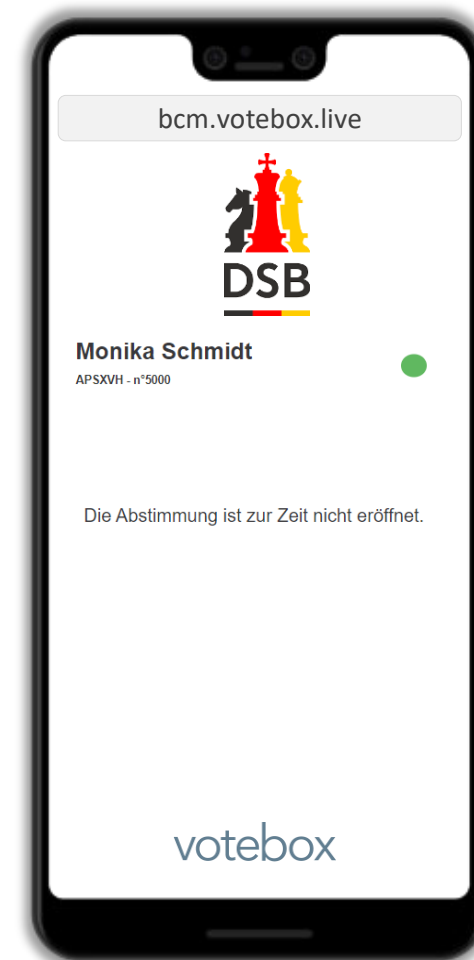 bcm.votebox.live
DSB
Monika Schmidt
APSXVH - n°5000
Die Abstimmung ist zur Zeit nicht eröffnet.
votebox